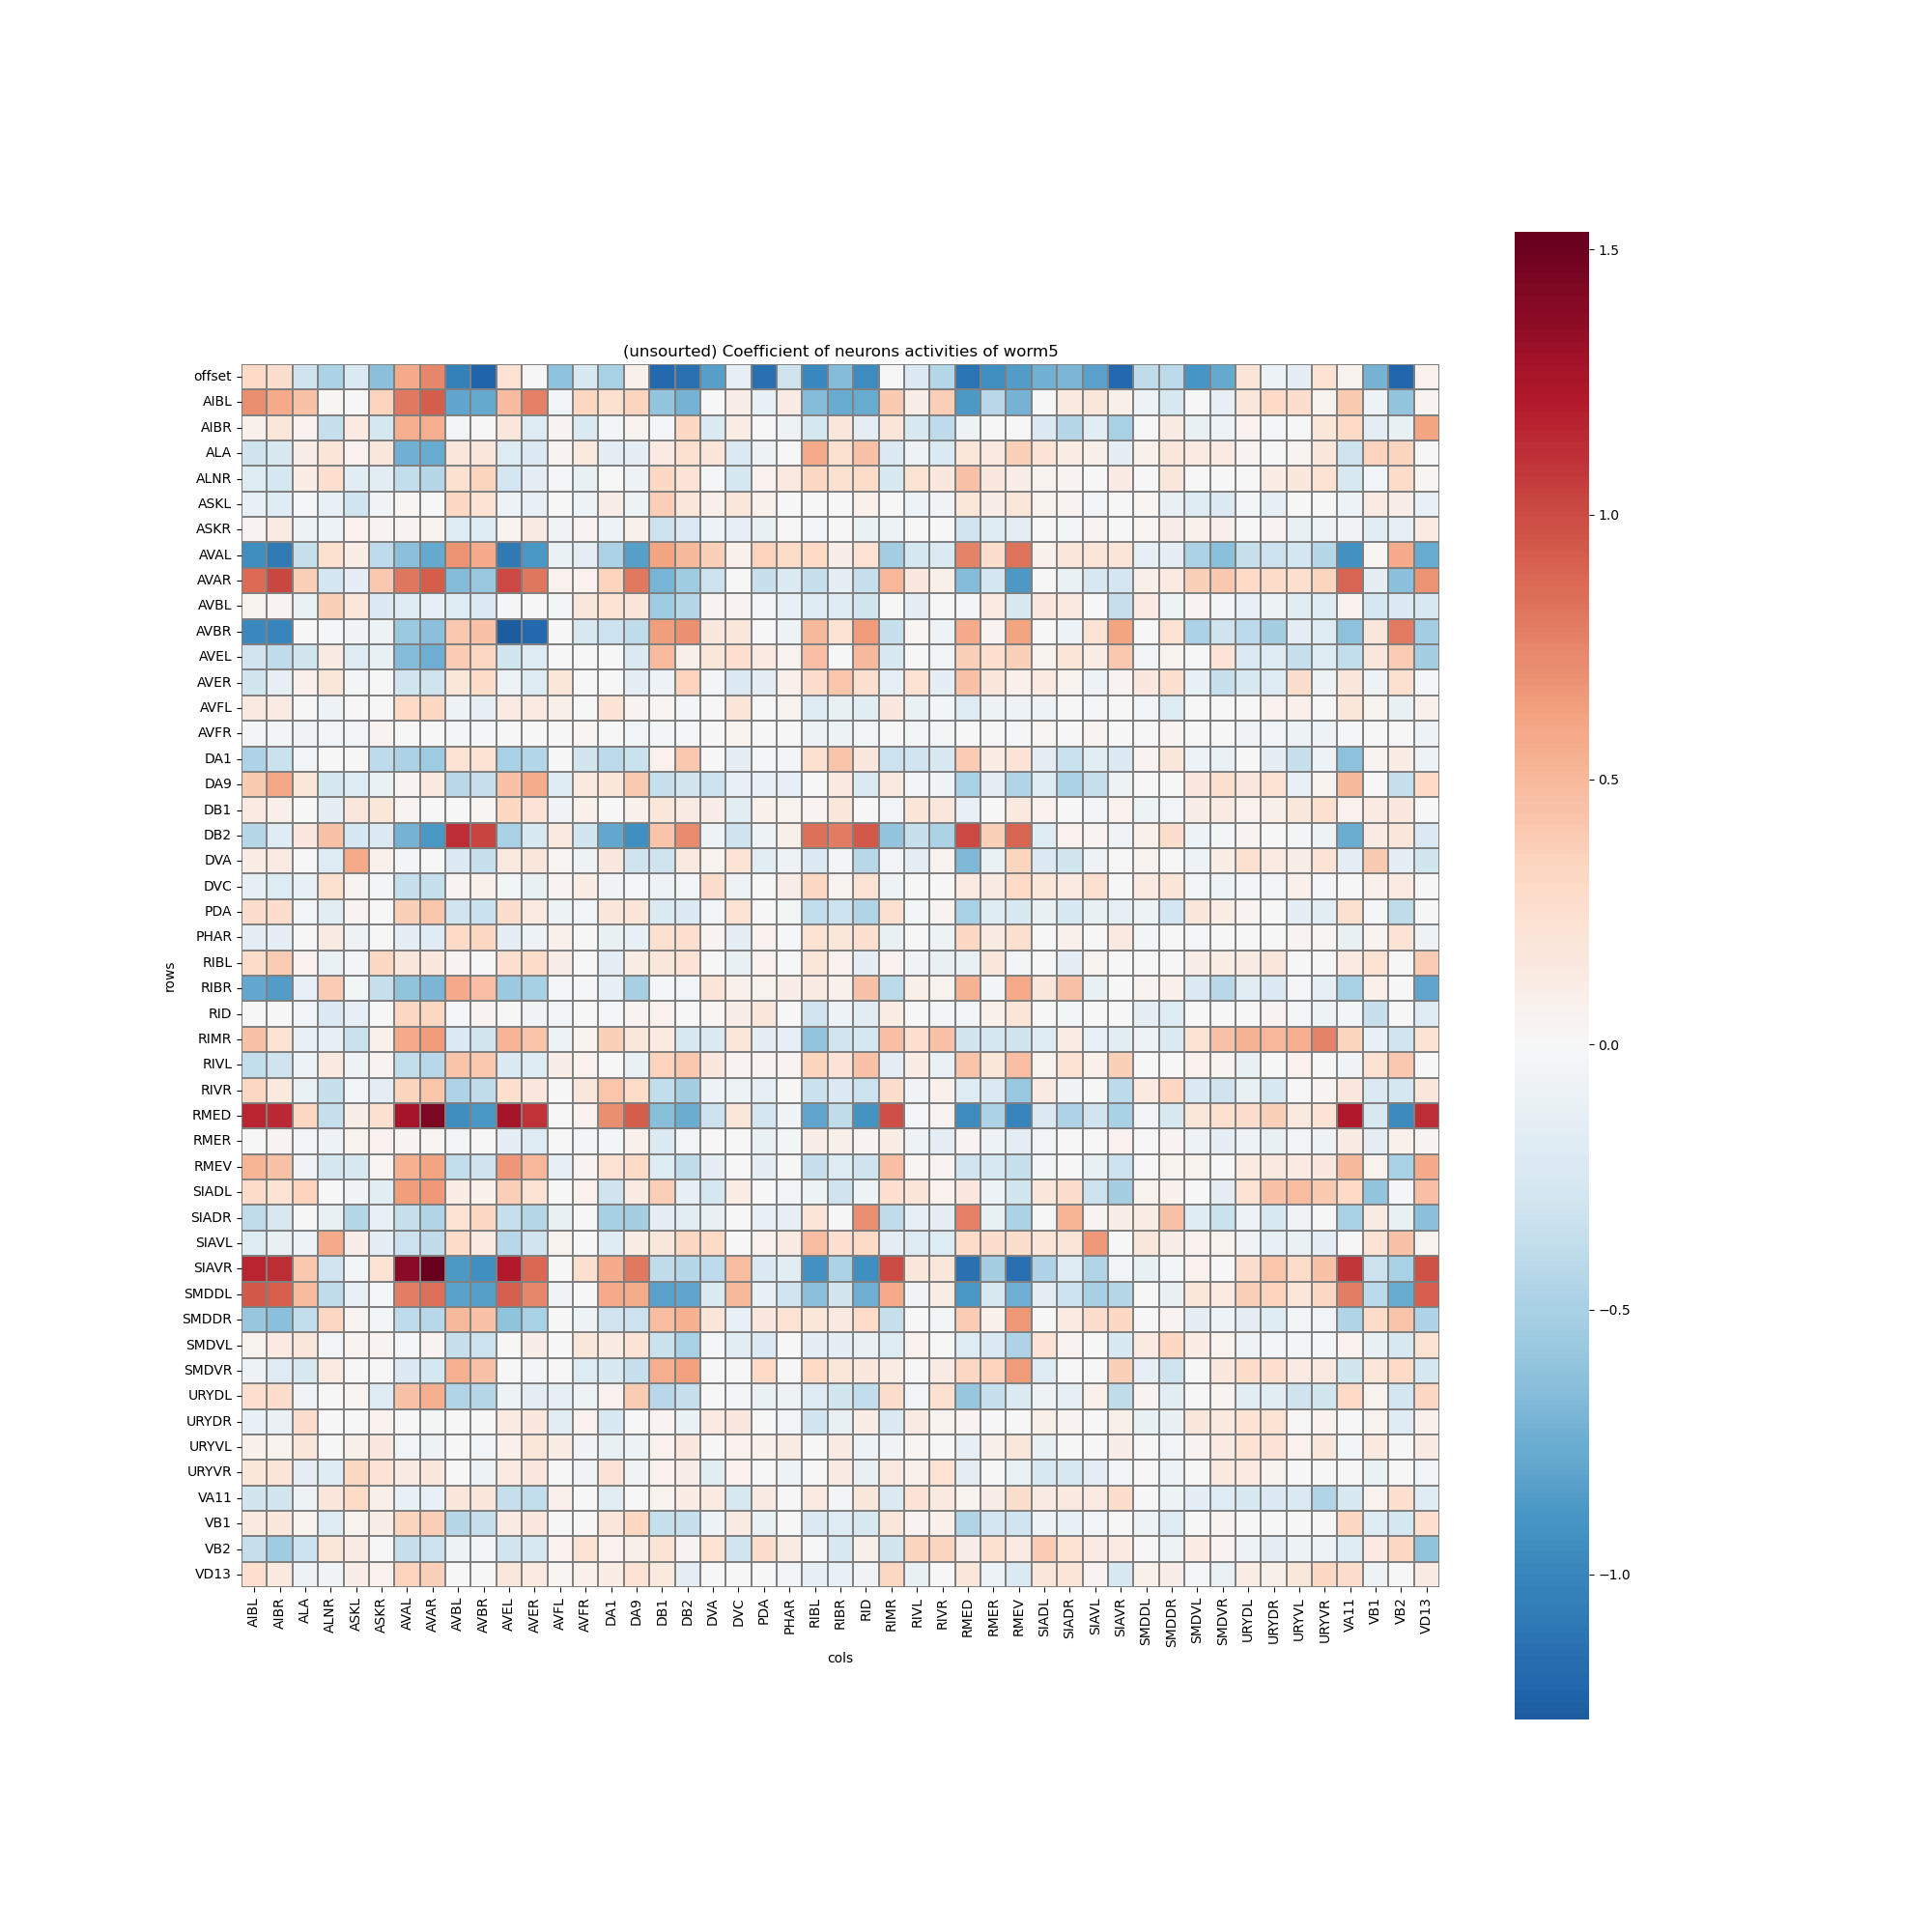 (unsourted) Coefficient of neurons activities of worm5
rows
offset
AIBL
AIBR
ALA
ALNR
ASKL
ASKR
AVAL
AVAR
AVBL
AVBR
AVEL
AVER
AVFL
AVFR
DA1
DA9
DB1
DB2
DVA
DVC
PDA
PHAR
RIBL
RIBR
RID
RIMR
RIVL
RIVR
RMED
RMER
RMEV
SIADL
SIADR
SIAVL
SIAVR
SMDDL
SMDDR
SMDVL
SMDVR
URYDL
URYDR
URYVL
URYVR
VA11
VB1
VB2
VD13
AIBL AIBR ALA ALNR ASKL ASKR AVAL AVAR AVBL AVBR AVEL AVER AVFL AVFR DA1 DA9 DB1 DB2 DVA DVC PDA PHAR RIBL RIBR RID RIMR RIVL RIVR RMED RMER RMEV SIADL SIADR SIAVL SIAVR SMDDL SMDDR SMDVL SMDVR URYDL URYDR URYVL URYVR VA11 VB1 VB2 VD13
cols
1.5
1.0
0.5
0.0
−0.5
−1.0